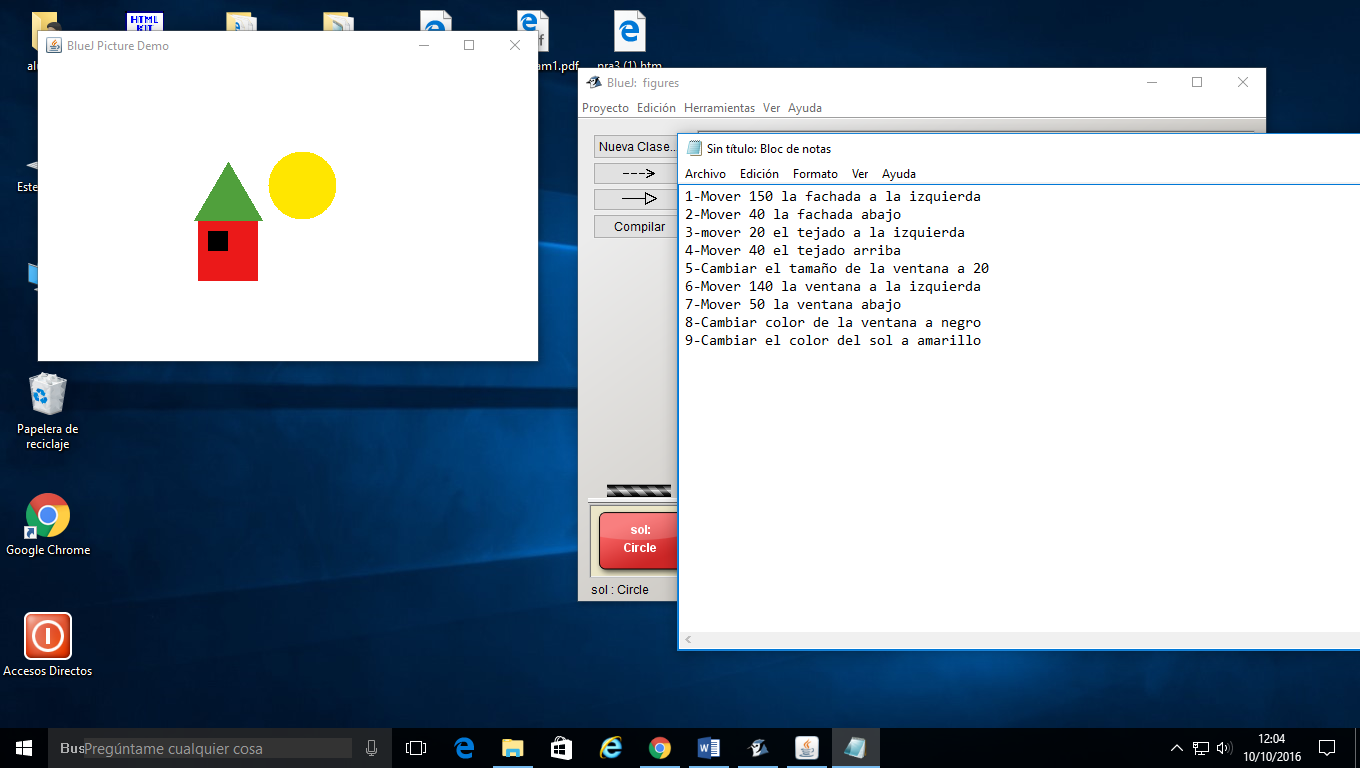 HTML
KIT
BlueJ Picture Demo
am1.pdf
pra3 (1).htm
BlueJ: figures
Proyecto Edición Herramientas Ver Ayuda
Nueva Clase...
Compilar
sol:
Circle
sol : Circle
Sin título: Bloc de notas
Archivo Edición Formato Ver Ayuda
1-Mover 150 la fachada a la izquierda
2-Mover 40 la fachada abajo
3-mover 20 el tejado a la izquierda
4-Mover 40 el tejado arriba
5-Cambiar el tamaño de la ventana a 20
6-Mover 140 la ventana a la izquierda
7-Mover 50 la ventana abajo
8-Cambiar color de la ventana a negro
9-Cambiar el color del sol a amarillo
Este
Papelera de
reciclaje
Google Chrome
Accesos Directos
Bus Pregúntame cualquier cosa
12:04
10/10/2016